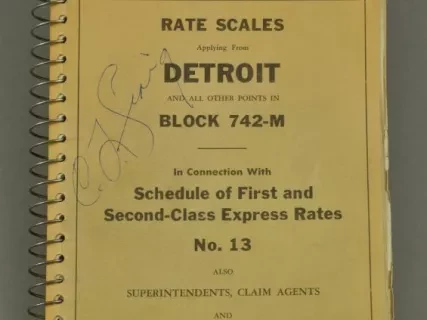 RATE SCALES
Applying From
DETROIT
AND ALL OTHER POINTS IN
BLOCK 742-M
In Connection With
Schedule of First and
Second-Class Express Rates
No. 13
ALSO
SUPERINTENDENTS, CLAIM AGENTS
AND